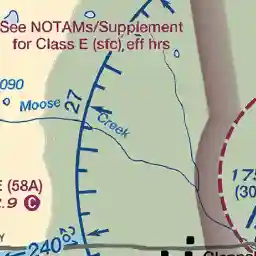 See NOTAMs/Supplement
for Class E (sfc) eff hrs
090
Moose
27
Creek
E (58A)
2.9 C
175
(30
Y
240°